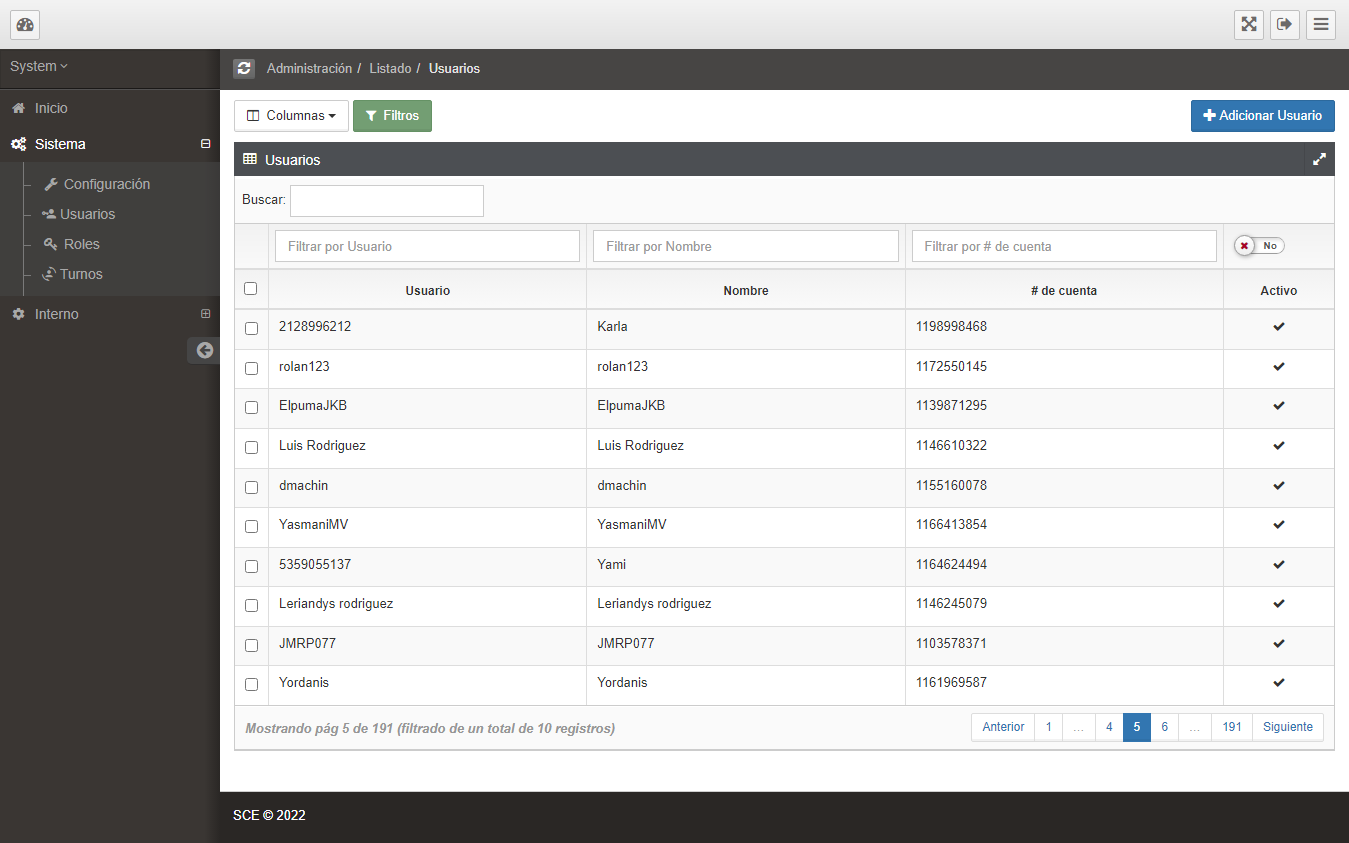 System
Administración / Listado / Usuarios
Inicio
Sistema
Configuración
Usuarios
Roles
Turnos
Interno
Columnas
Filtros
Adicionar Usuario
Usuarios
Buscar:
Filtrar por Usuario Filtrar por Nombre Filtrar por # de cuenta No
Usuario Nombre # de cuenta Activo
2128996212 Karla 1198998468
rolan123 rolan123 1172550145
ElpumaJKB ElpumaJKB 1139871295
Luis Rodriguez Luis Rodriguez 1146610322
dmachin dmachin 1155160078
YasmaniMV YasmaniMV 1166413854
5359055137 Yami 1164624494
Leriandys rodriguez Leriandys rodriguez 1146245079
JMRP077 JMRP077 1103578371
Yordanis Yordanis 1161969587
Mostrando pág 5 de 191 (filtrado de un total de 10 registros)
Anterior 1 ... 4 5 6 ... 191 Siguiente
SCE © 2022